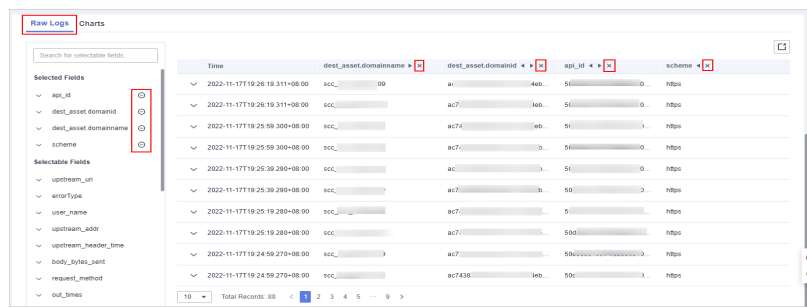 Raw Logs Charts
Search for selectable fields
Selected Fields
api_id
dest_asset.domainid
dest_asset.domainname
scheme
Selectable Fields
upstream_uri
errorType
user_name
upstream_addr
upstream_header_time
body_bytes_sent
request_method
out_times
Time dest_asset.domainname dest_asset.domainid api_id scheme
2022-11-17T19:26:19.311+08:00 scc_ 09 4eb... https
2022-11-17T19:26:19.311+08:00 scc_ ac7 eb... https
2022-11-17T19:25:59.300+08:00 scc_ ac74 eb... https
2022-11-17T19:25:59.300+08:00 scc_ ac7 https
2022-11-17T19:25:39.290+08:00 scc_ ac https
2022-11-17T19:25:39.290+08:00 scc_ ac7 50 https
2022-11-17T19:25:19.280+08:00 scc_ ac7 https
2022-11-17T19:25:19.280+08:00 scc ac7 50d https
2022-11-17T19:24:59.270+08:00 scc_ ac7 https
2022-11-17T19:24:59.270+08:00 scc_ ac7438 eb... 50c https
10 Total Records: 88 < 1 2 3 4 5 ... 9 >